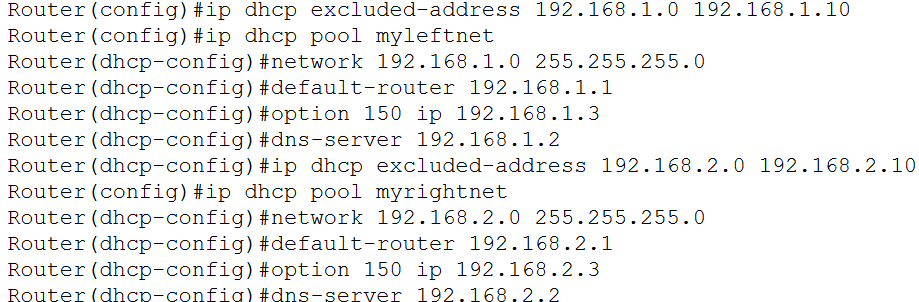 Router(config)#ip dhcp excluded-address 192.168.1.0 192.168.1.10
Router(config)#ip dhcp pool myleftnet
Router(dhcp-config)#network 192.168.1.0 255.255.255.0
Router(dhcp-config)#default-router 192.168.1.1
Router(dhcp-config)#option 150 ip 192.168.1.3
Router(dhcp-config)#dns-server 192.168.1.2
Router(dhcp-config)#ip dhcp excluded-address 192.168.2.0 192.168.2.10
Router(config)#ip dhcp pool myrightnet
Router(dhcp-config)#network 192.168.2.0 255.255.255.0
Router(dhcp-config)#default-router 192.168.2.1
Router(dhcp-config)#option 150 ip 192.168.2.3
Router(dhcp-config)#dns-server 192.168.2.2